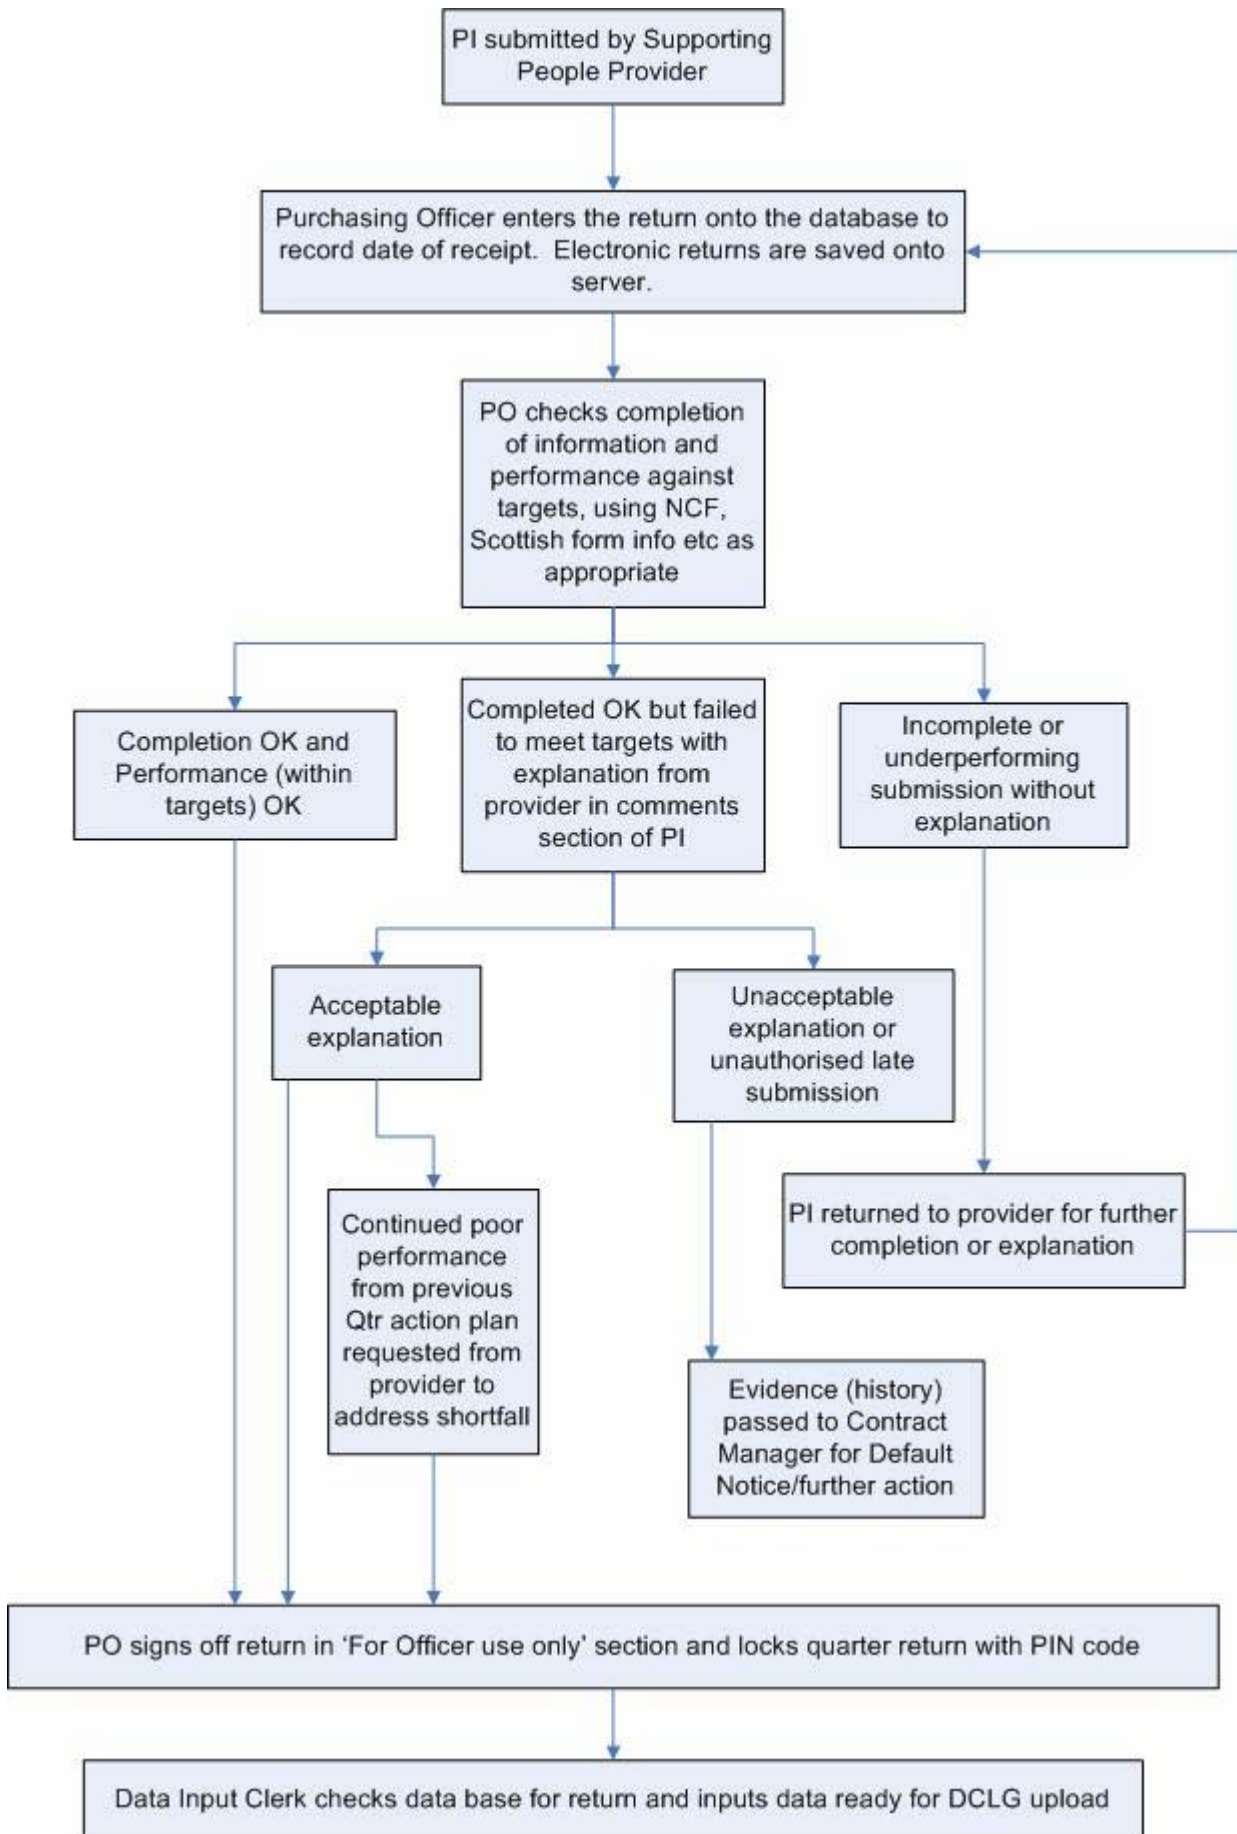 PI submitted by Supporting
People Provider
Purchasing Officer enters the return onto the database to
record date of receipt.  Electronic returns are saved onto
server.
PO checks completion
of information and
performance against
targets, using NCF,
Scottish form info etc as
appropriate
Completion OK and
Performance (within
targets) OK
Completed OK but failed
to meet targets with
explanation from
provider in comments
section of PI
Incomplete or
underperforming
submission without
explanation
Acceptable
explanation
Unacceptable
explanation or
unauthorised late
submission
Continued poor
performance
from previous
Qtr action plan
requested from
provider to
address shortfall
PI returned to provider for further
completion or explanation
Evidence (history)
passed to Contract
Manager for Default
Notice/further action
PO signs off return in ‘For Officer use only’ section and locks quarter return with PIN code
Data Input Clerk checks data base for return and inputs data ready for DCLG upload